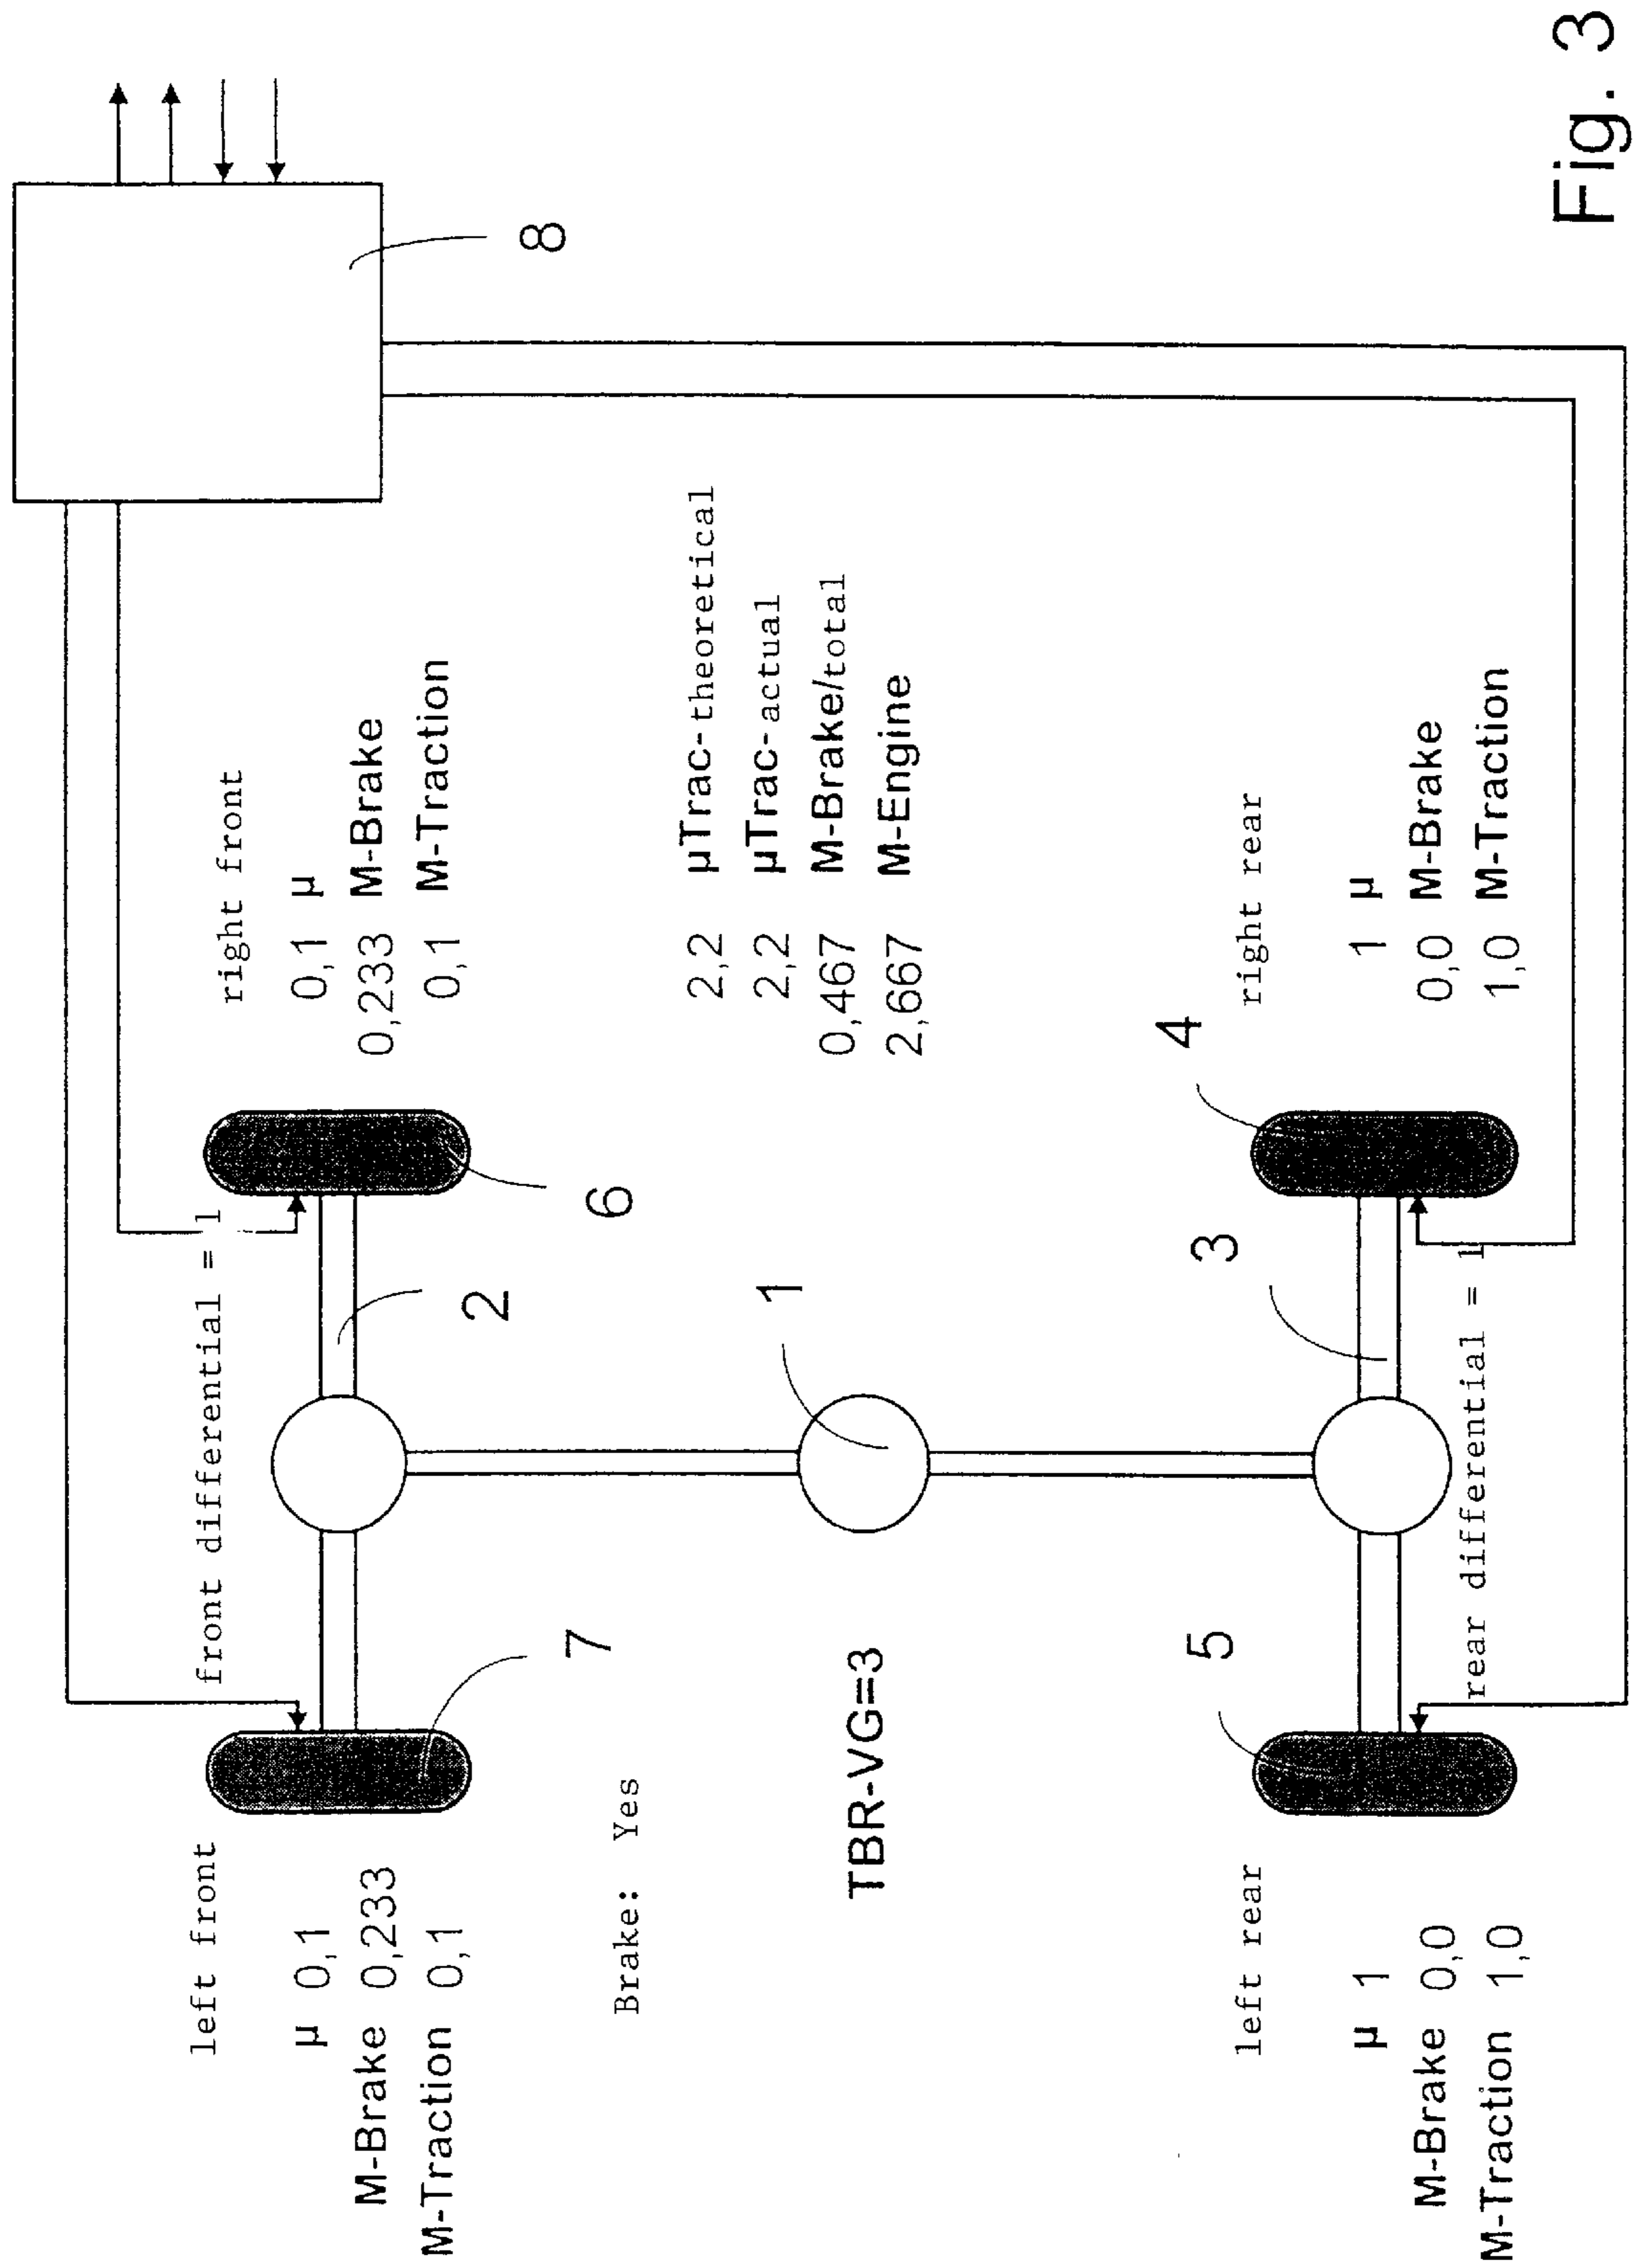 8
right front
0,1 µ
0,233 M-Brake
0,1 M-Traction
front differential = 1
6
2
left front
µ 0,1
M-Brake 0,233
M-Traction 0,1
7
Brake: Yes
2,2 µTrac-theoretical
2,2 µTrac-actual
0,467 M-Brake/total
2,667 M-Engine
1
TBR-VG=3
right rear
1 µ
0,0 M-Brake
1,0 M-Traction
4
3
5
left rear
µ 1
M-Brake 0,0
M-Traction 1,0
rear differential = 1
Fig. 3